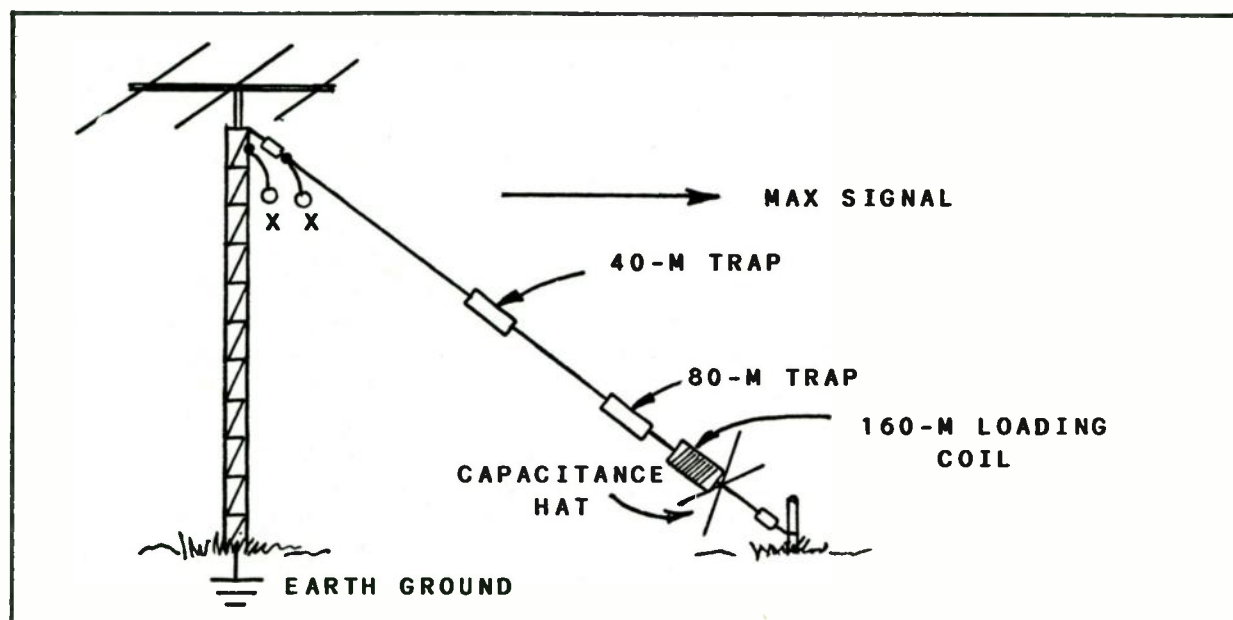 X X
MAX SIGNAL
40-M TRAP
80-M TRAP
160-M LOADING
COIL
CAPACITANCE
HAT
EARTH GROUND